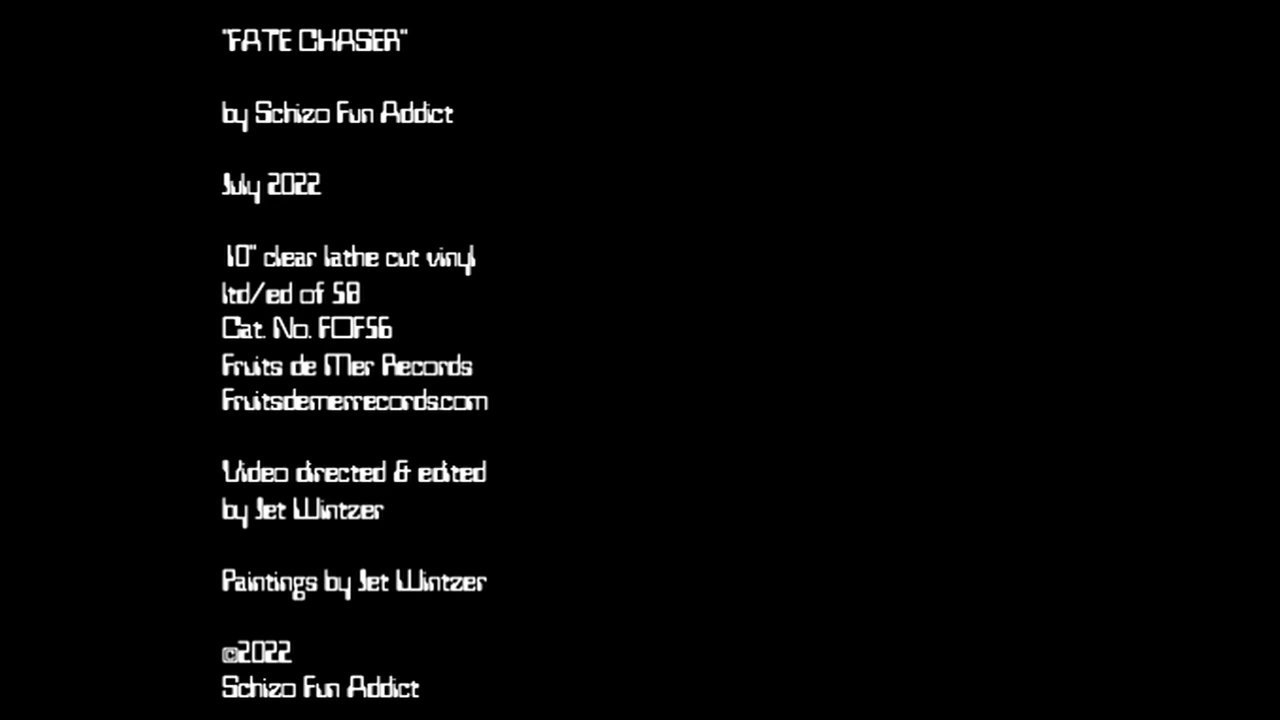 "FATE CHASER"
by Schizo Fun Addict
July 2022
10" clear lathe cut vinyl
ltd/ed of 58
Cat. No. FOF56
Fruits de Mer Records
Fruitsdemerrecords.com
Video directed & edited
by Jet Wintzer
Paintings by Jet Wintzer
©2022
Schizo Fun Addict